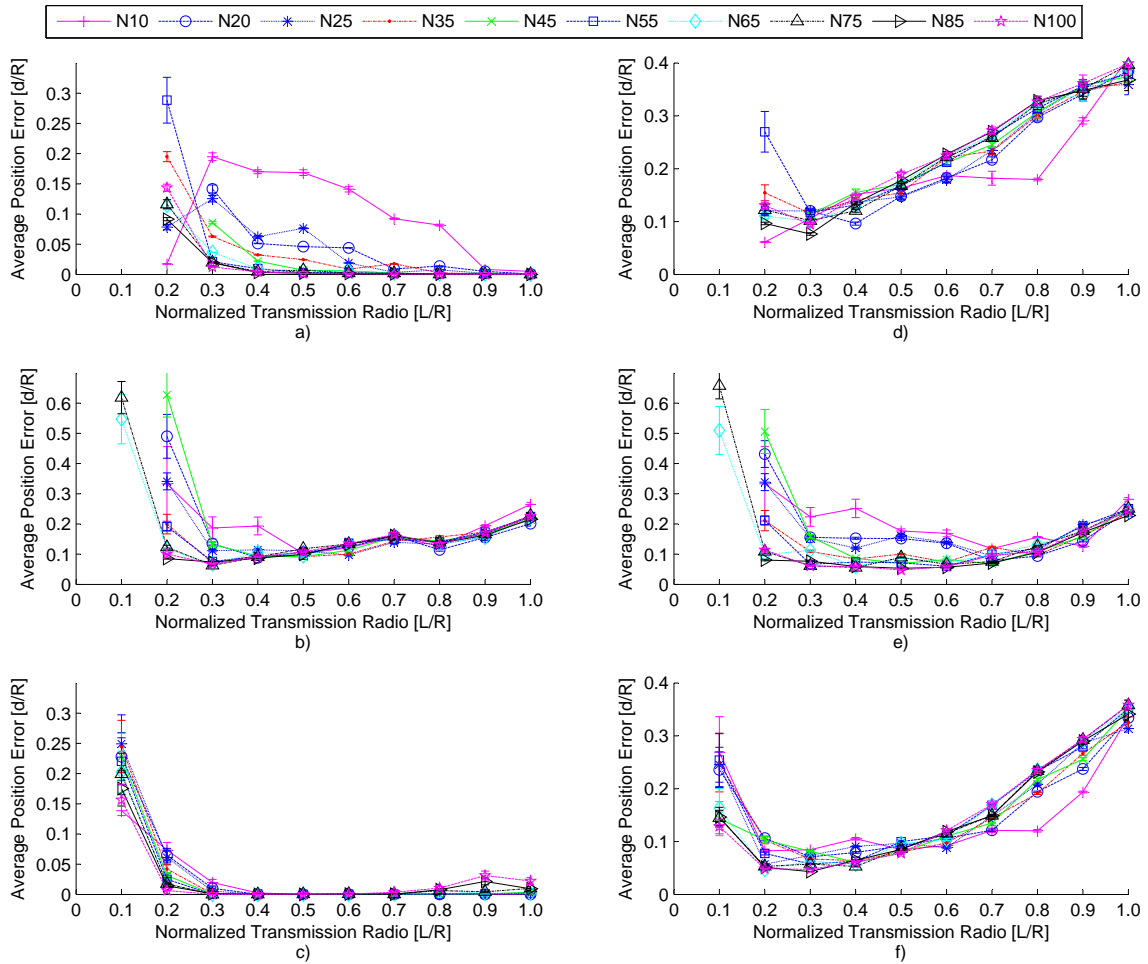 N10 N20 N25 N35 N45 N55 N65 N75 N85 N100
Average Position Error [d/R]
0.3
0.25
0.2
0.15
0.1
0.05
0
0.1 0.2 0.3 0.4 0.5 0.6 0.7 0.8 0.9 1.0
Normalized Transmission Radio [L/R]
a)
Average Position Error [d/R]
0.4
0.3
0.2
0.1
0
0 0.1 0.2 0.3 0.4 0.5 0.6 0.7 0.8 0.9 1.0
Normalized Transmission Radio [L/R]
d)
Average Position Error [d/R]
0.6
0.5
0.4
0.3
0.2
0.1
0
0.1 0.2 0.3 0.4 0.5 0.6 0.7 0.8 0.9 1.0
Normalized Transmission Radio [L/R]
b)
Average Position Error [d/R]
0.6
0.5
0.4
0.3
0.2
0.1
0
0 0.1 0.2 0.3 0.4 0.5 0.6 0.7 0.8 0.9 1.0
Normalized Transmission Radio [L/R]
e)
Average Position Error [d/R]
0.3
0.25
0.2
0.15
0.1
0.05
0
0.1 0.2 0.3 0.4 0.5 0.6 0.7 0.8 0.9 1.0
Normalized Transmission Radio [L/R]
c)
Average Position Error [d/R]
0.4
0.3
0.2
0.1
0
0 0.1 0.2 0.3 0.4 0.5 0.6 0.7 0.8 0.9 1.0
Normalized Transmission Radio [L/R]
f)